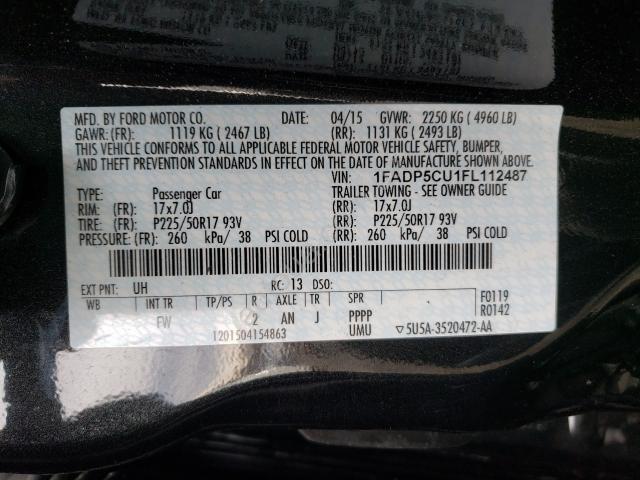 MFD. BY FORD MOTOR CO. DATE: 04/15 GVWR: 2250 KG ( 4960 LB)
GAWR: (FR): 1119 KG ( 2467 LB) (RR): 1131 KG ( 2493 LB)
THIS VEHICLE CONFORMS TO ALL APPLICABLE FEDERAL MOTOR VEHICLE SAFETY, BUMPER,
AND THEFT PREVENTION STANDARDS IN EFFECT ON THE DATE OF MANUFACTURE SHOWN ABOVE.
VIN: 1FADP5CU1FL112487
TYPE: Passenger Car TRAILER TOWING - SEE OWNER GUIDE
RIM: (FR): 17x7.0J (RR): 17x7.0J
TIRE: (FR): P225/50R17 93V (RR): P225/50R17 93V
PRESSURE: (FR): 260 kPa/ 38 PSI COLD (RR): 260 kPa/ 38 PSI COLD
EXT PNT: UH RC: 13 DSO:
WB INT TR TP/PS R AXLE TR SPR F0119
FW 2 AN J PPPP R0142
1201504154863 UMU ▽5U5A-3520472-AA